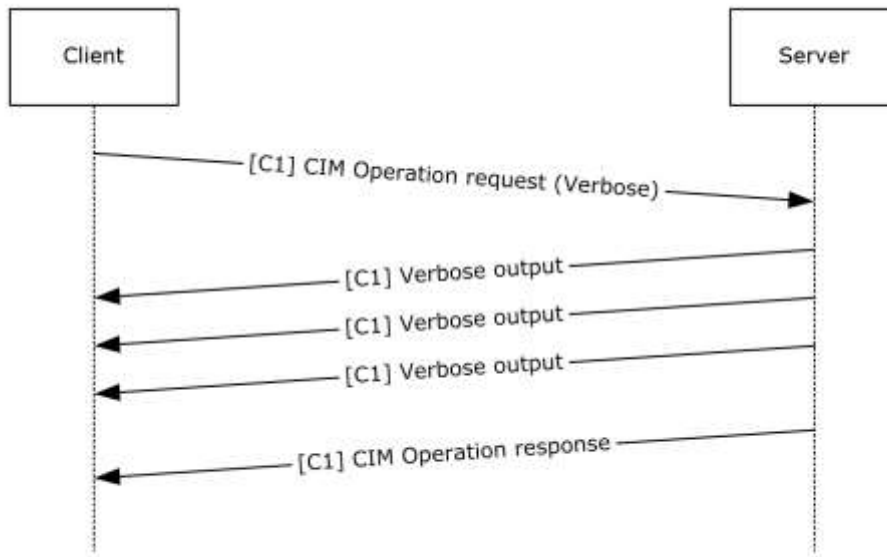 Client
Server
[C1] CIM Operation request (Verbose)
[C1] Verbose output
[C1] Verbose output
[C1] Verbose output
[C1] CIM Operation response